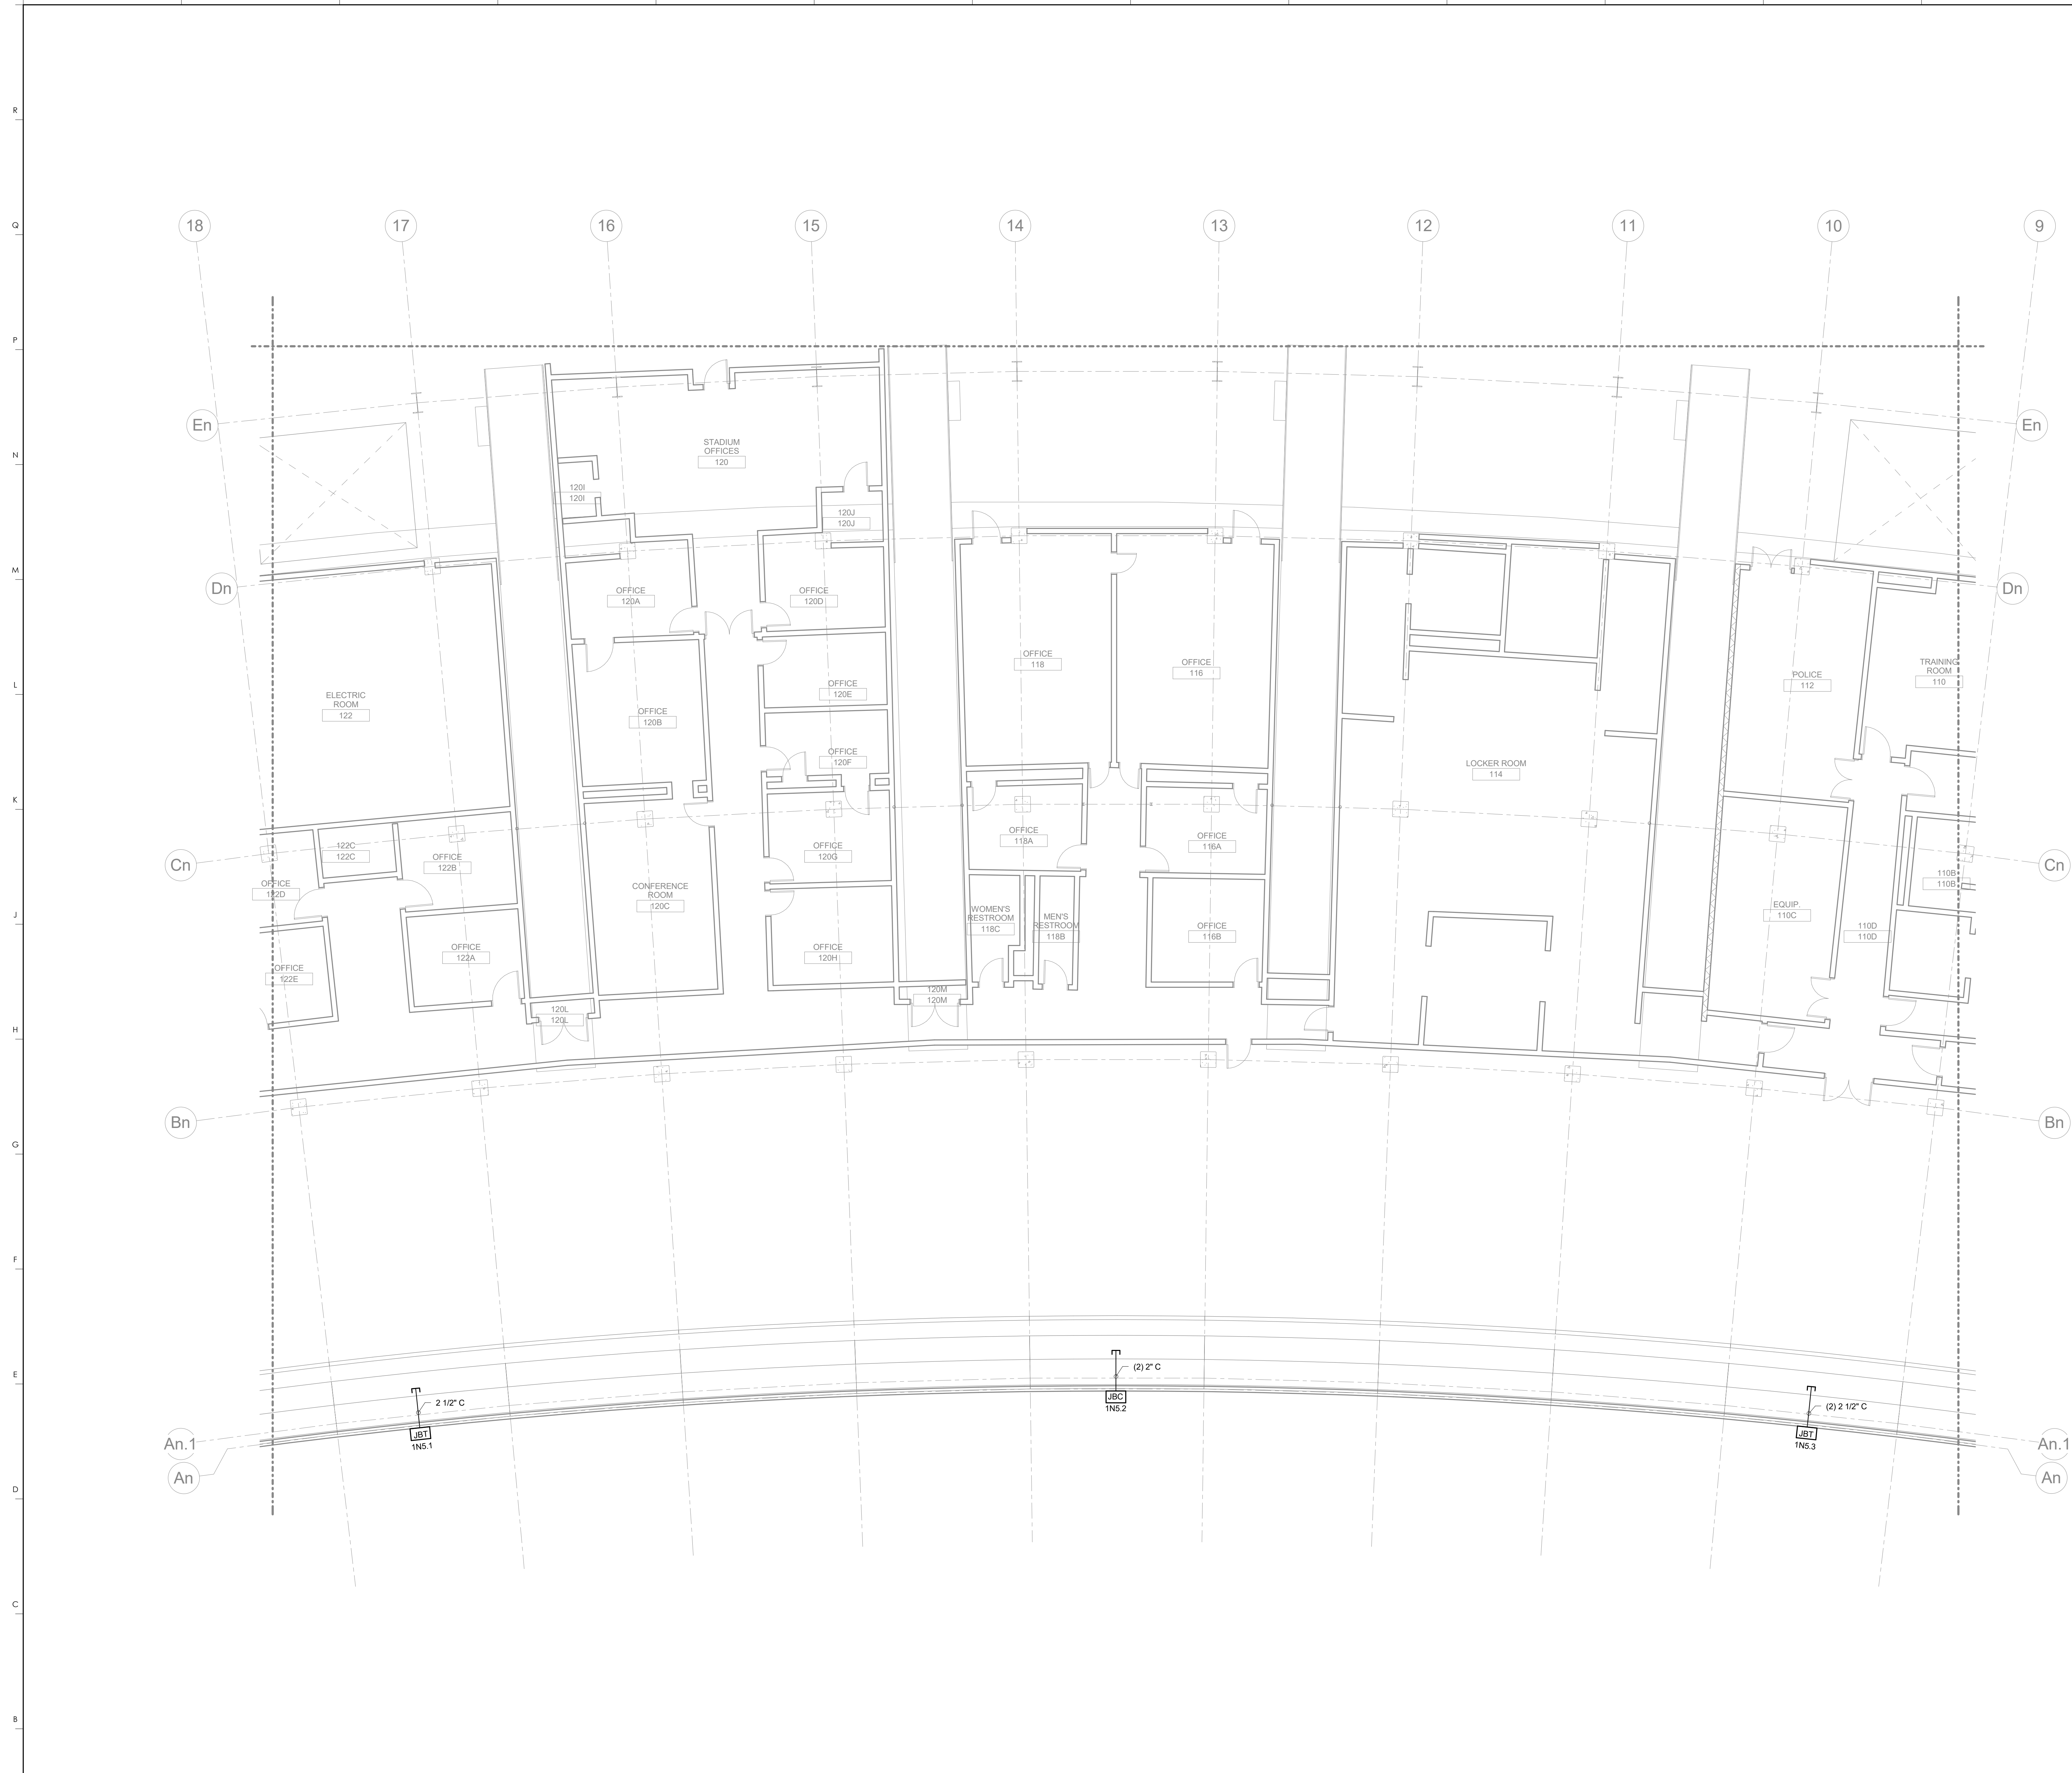 R
Q
P
N
M
L
K
J
H
G
F
E
D
C
B
18
17
16
15
14
13
12
11
10
9
En
En
Dn
Dn
Cn
Cn
Bn
Bn
An.1
An.1
An
An
STADIUM
OFFICES
120
120I
120I
120J
120J
OFFICE
120A
OFFICE
120D
OFFICE
118
OFFICE
116
POLICE
112
TRAINING
ROOM
110
ELECTRIC
ROOM
122
OFFICE
120B
OFFICE
120E
OFFICE
120F
LOCKER ROOM
114
122C
122C
OFFICE
122B
OFFICE
122D
OFFICE
120G
OFFICE
118A
OFFICE
116A
110B
110B
CONFERENCE
ROOM
120C
WOMEN'S
RESTROOM
118C
MEN'S
RESTROOM
118B
OFFICE
116B
EQUIP.
110C
110D
110D
OFFICE
122A
OFFICE
120H
OFFICE
122E
120M
120M
120L
120L
(2) 2" C
JBC
1N5.2
2 1/2" C
JBT
1N5.1
(2) 2 1/2" C
JBT
1N5.3